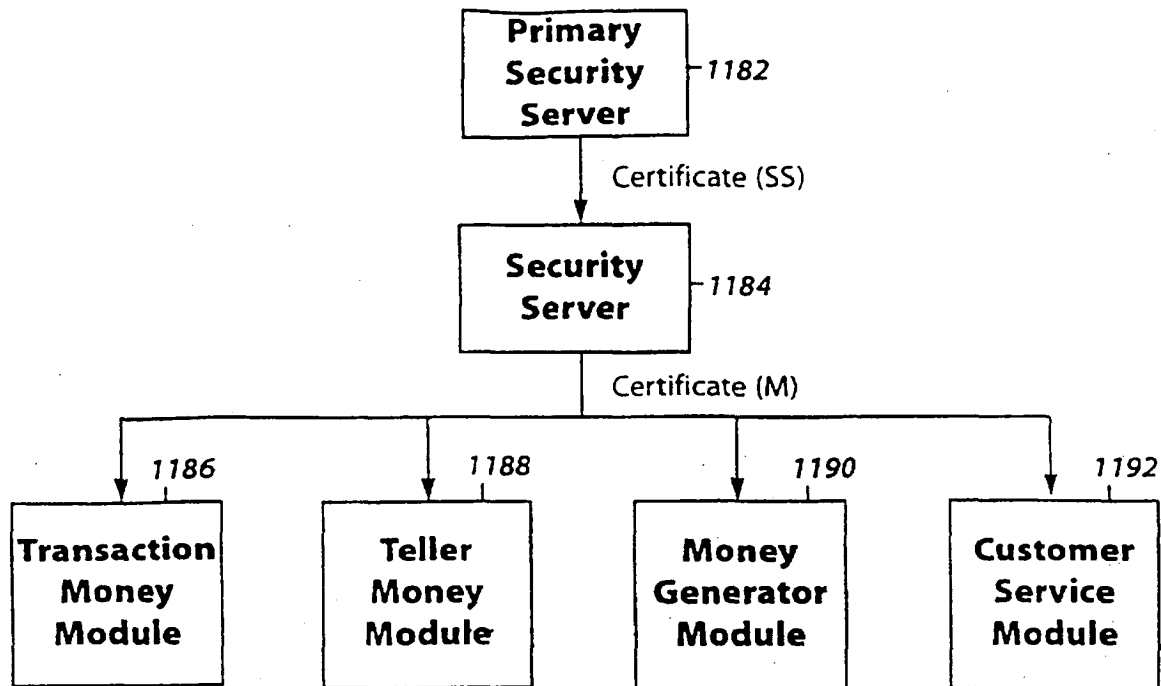 Primary
Security
Server
1182
Certificate (SS)
Security
Server
1184
Certificate (M)
1186
1188
1190
1192
Transaction
Money
Module
Teller
Money
Module
Money
Generator
Module
Customer
Service
Module